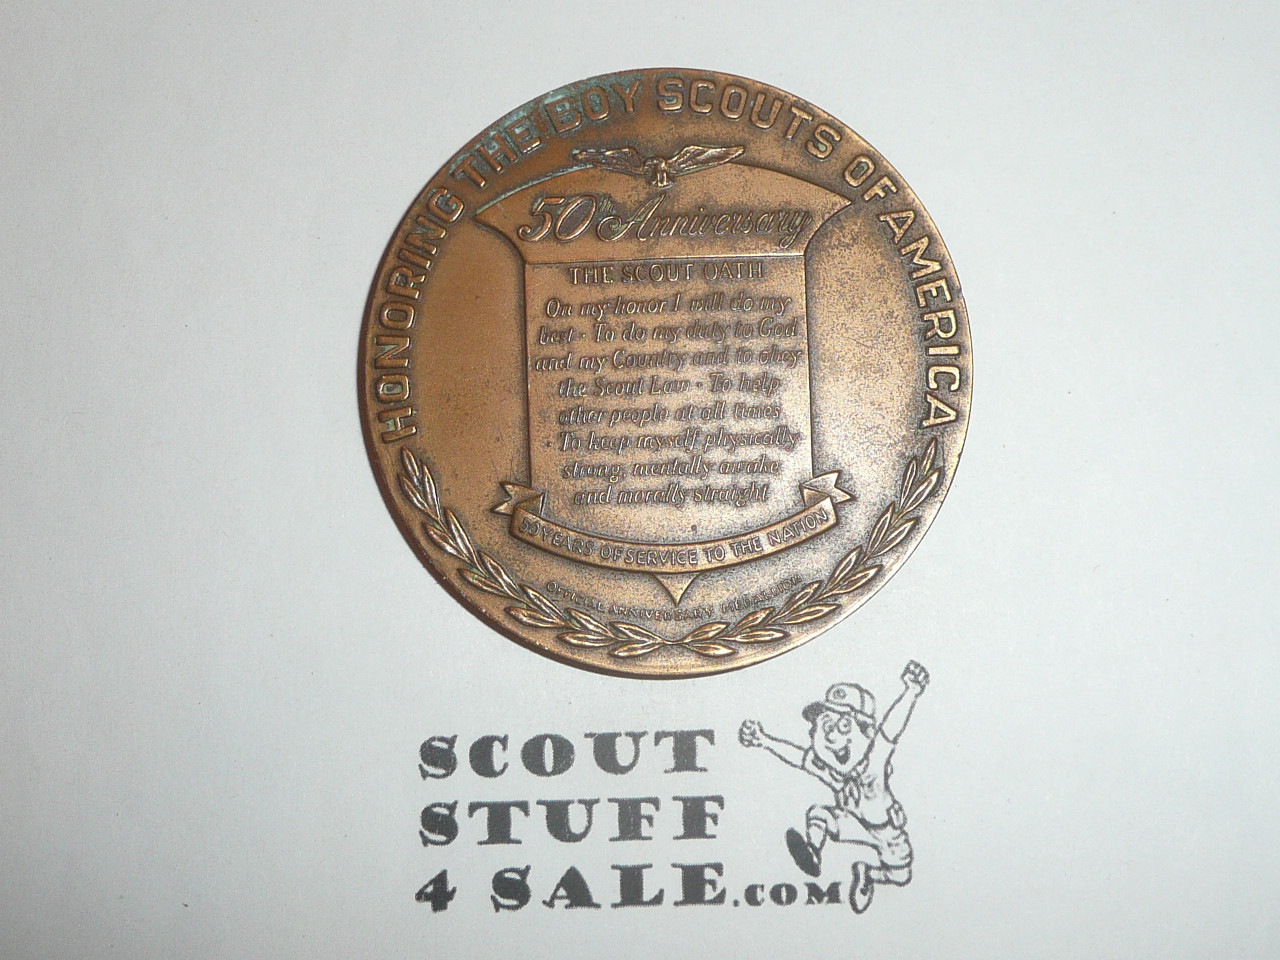 HONORING THE BOY SCOUTS OF AMERICA
50th Anniversary
THE SCOUT OATH
On my honor I will do my
best · To do my duty to God
and my Country and to obey
the Scout Law · To help
other people at all times
· To keep myself physically
strong, mentally awake
and morally straight
50 YEARS OF SERVICE TO THE NATION
OFFICIAL ANNIVERSARY MEDALLION
SCOUT
STUFF
4 SALE.COM